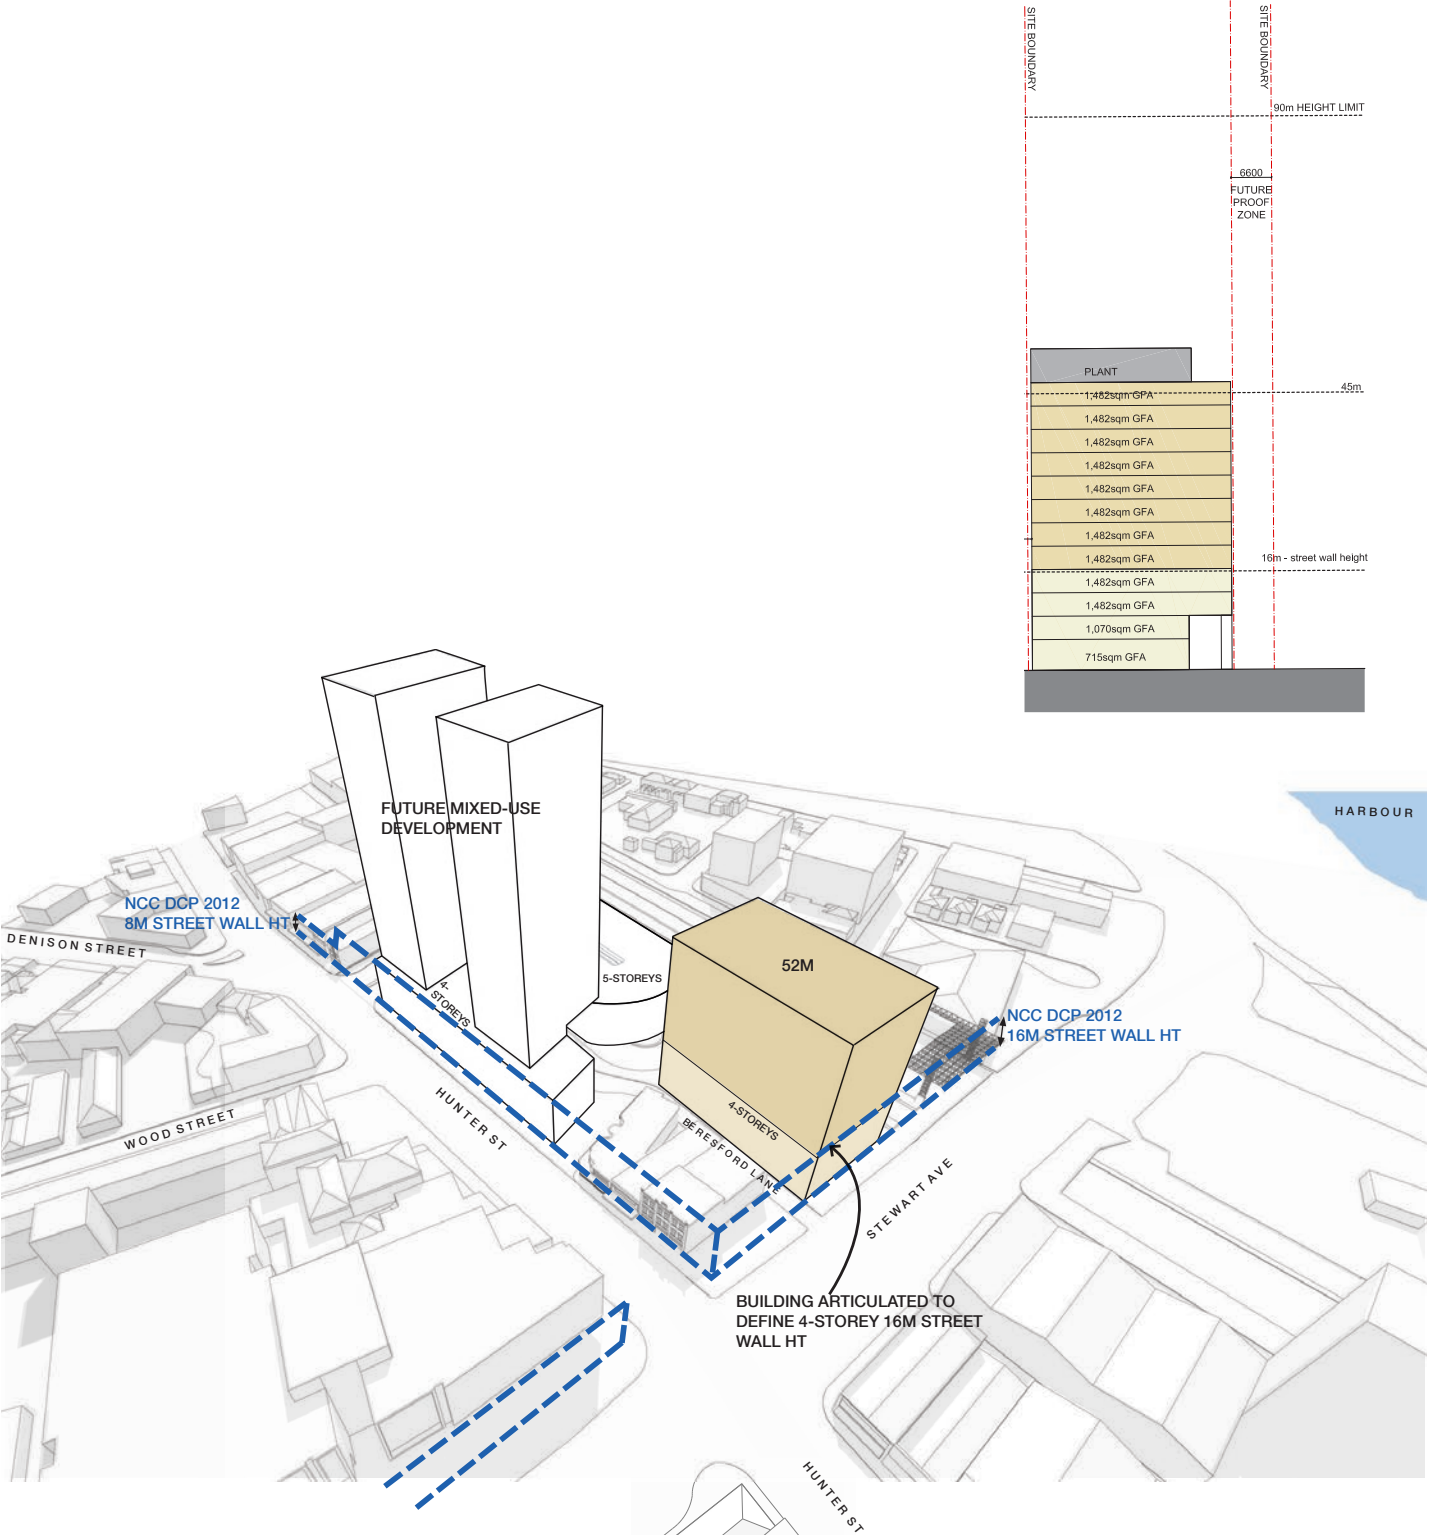 SITE BOUNDARY
SITE BOUNDARY
90m HEIGHT LIMIT
6600
FUTURE
PROOF
ZONE
PLANT
45m
1,482sqm GFA
1,482sqm GFA
1,482sqm GFA
1,482sqm GFA
1,482sqm GFA
1,482sqm GFA
1,482sqm GFA
1,482sqm GFA
16m - street wall height
1,482sqm GFA
1,482sqm GFA
1,070sqm GFA
715sqm GFA
FUTURE MIXED-USE
DEVELOPMENT
HARBOUR
NCC DCP 2012
8M STREET WALL HT
DENISON STREET
52M
5-STOREYS
4-
STOREYS
NCC DCP 2012
16M STREET WALL HT
HUNTER ST
4-STOREYS
BERESFORD LANE
WOOD STREET
STEWART AVE
BUILDING ARTICULATED TO
DEFINE 4-STOREY 16M STREET
WALL HT
HUNTER ST